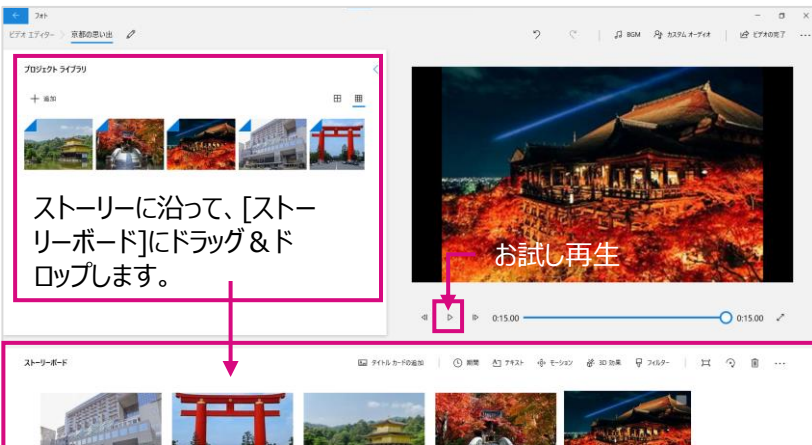 フォト
ビデオ エディター > 京都の思い出
BGM カスタム オーディオ ビデオの完了
プロジェクト ライブラリ
+ 追加
ストーリーに沿って、[ストー
リーボード]にドラッグ＆ド
ロップします。
お試し再生
0:15.00 0:15.00
ストーリーボード
タイトル カードの追加 期間 テキスト モーション 3D 効果 フィルター